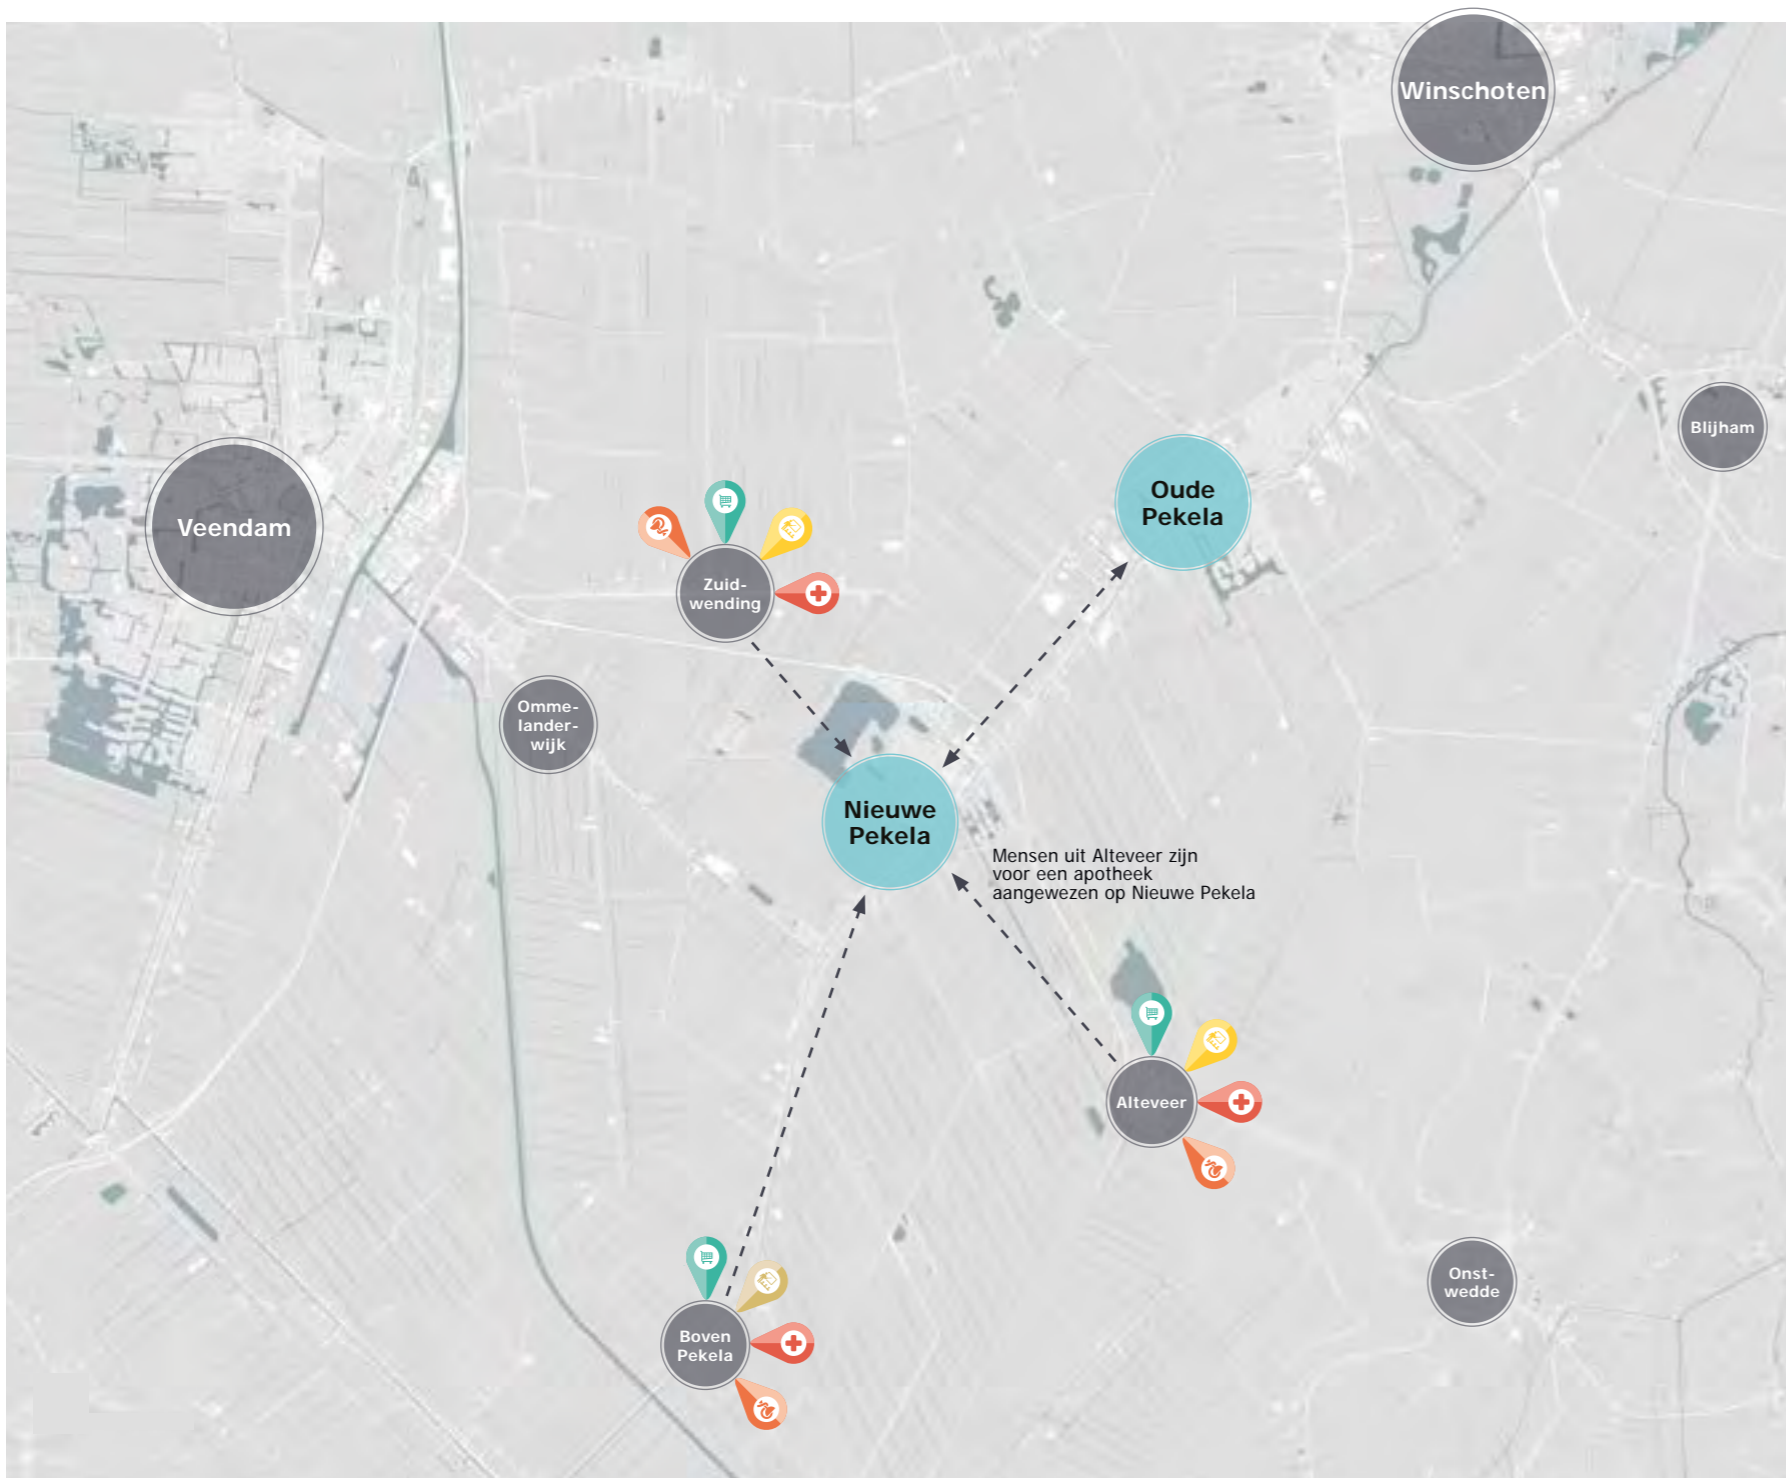 Winschoten
Blijham
Veendam
Oude
Pekela
Zuid-
wending
Omme-
lander-
wijk
Nieuwe
Pekela
Mensen uit Alteveer zijn
voor een apotheek
aangewezen op Nieuwe Pekela
Alteveer
Onst-
wedde
Boven
Pekela